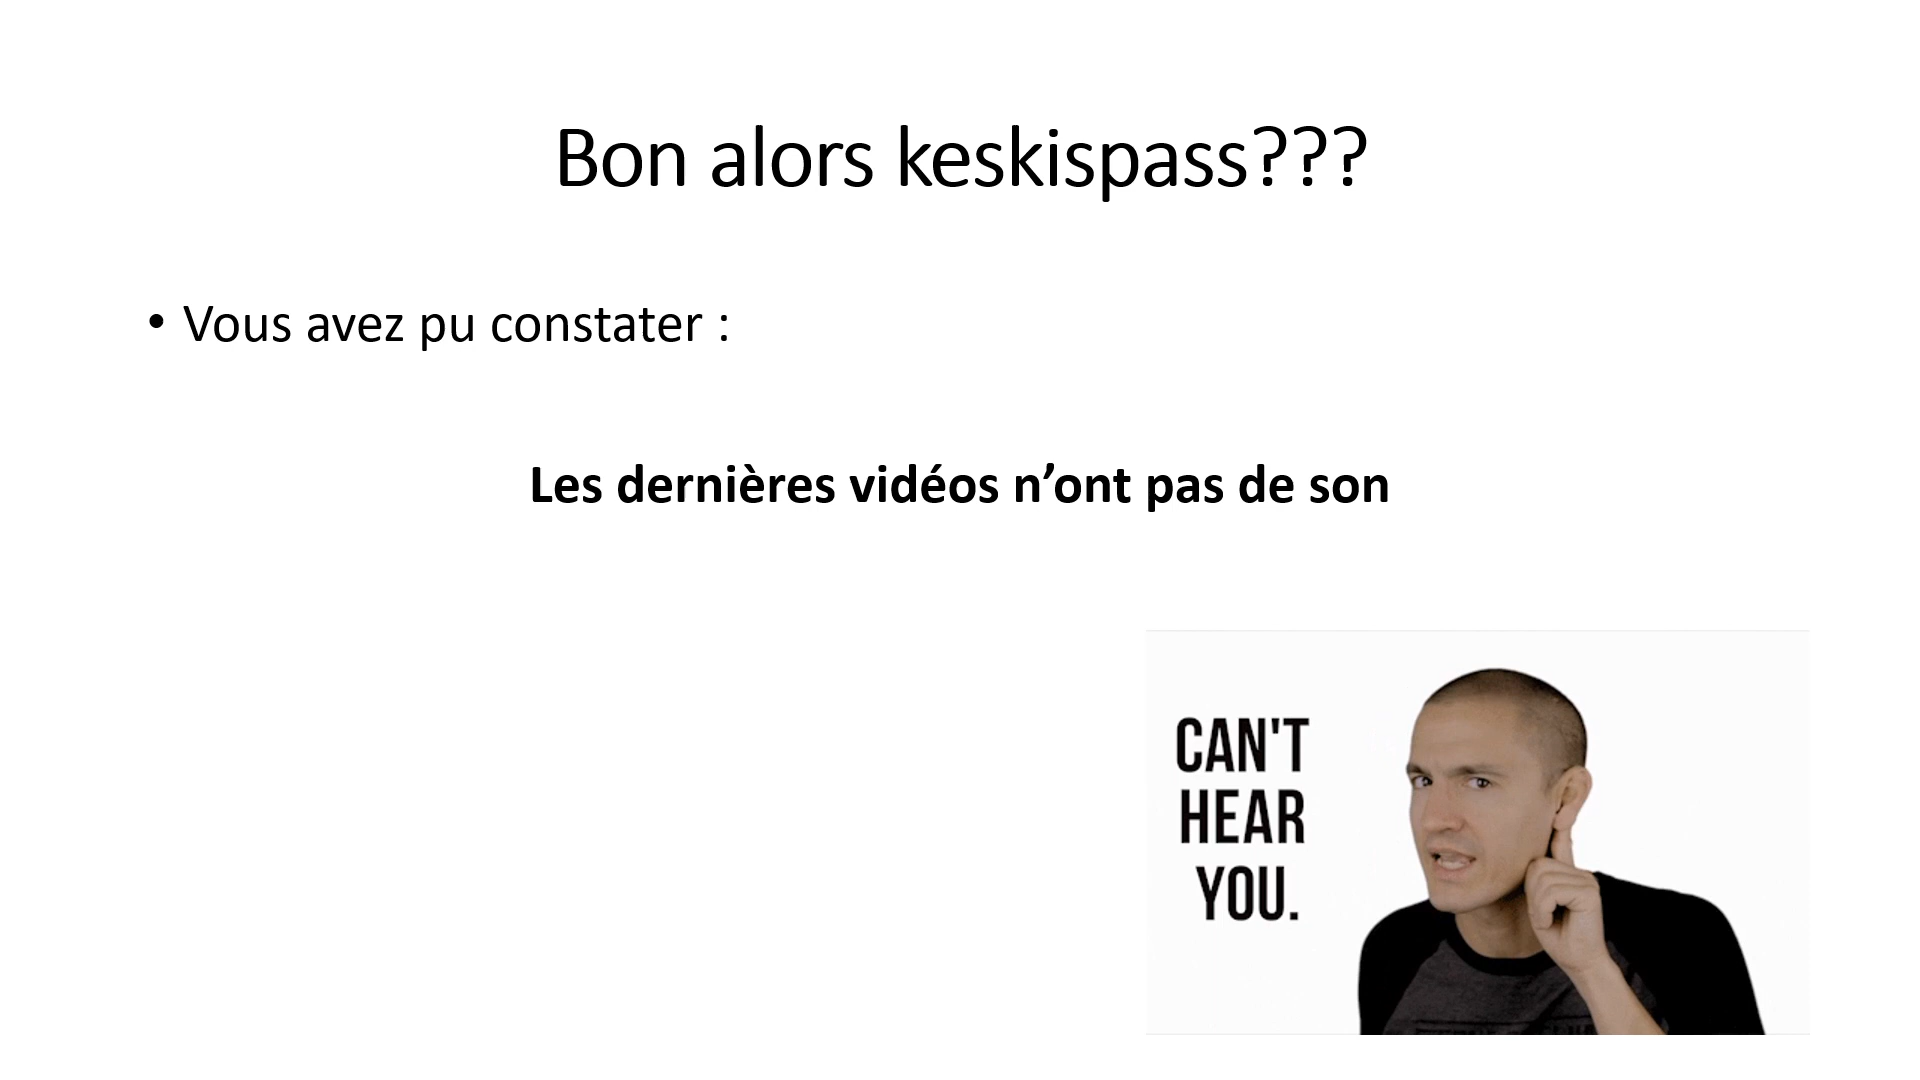 Bon alors keskispass???
• Vous avez pu constater :
Les dernières vidéos n’ont pas de son
CAN'T
HEAR
YOU.